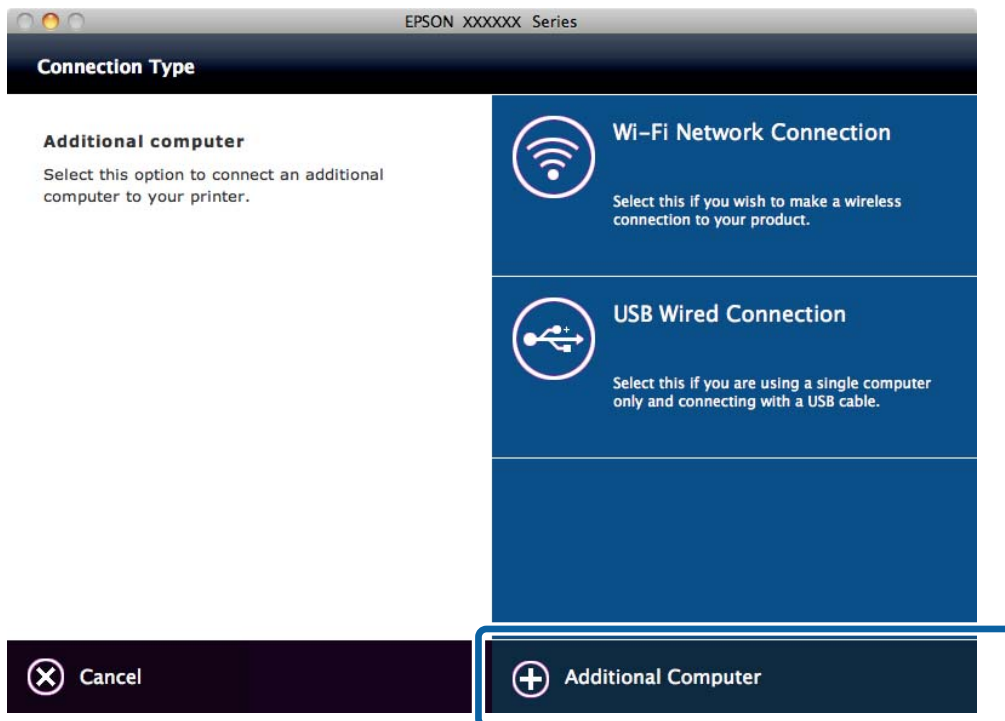 EPSON XXXXXX Series
Connection Type
Additional computer
Select this option to connect an additional
computer to your printer.
Wi-Fi Network Connection
Select this if you wish to make a wireless
connection to your product.
USB Wired Connection
Select this if you are using a single computer
only and connecting with a USB cable.
Cancel
Additional Computer